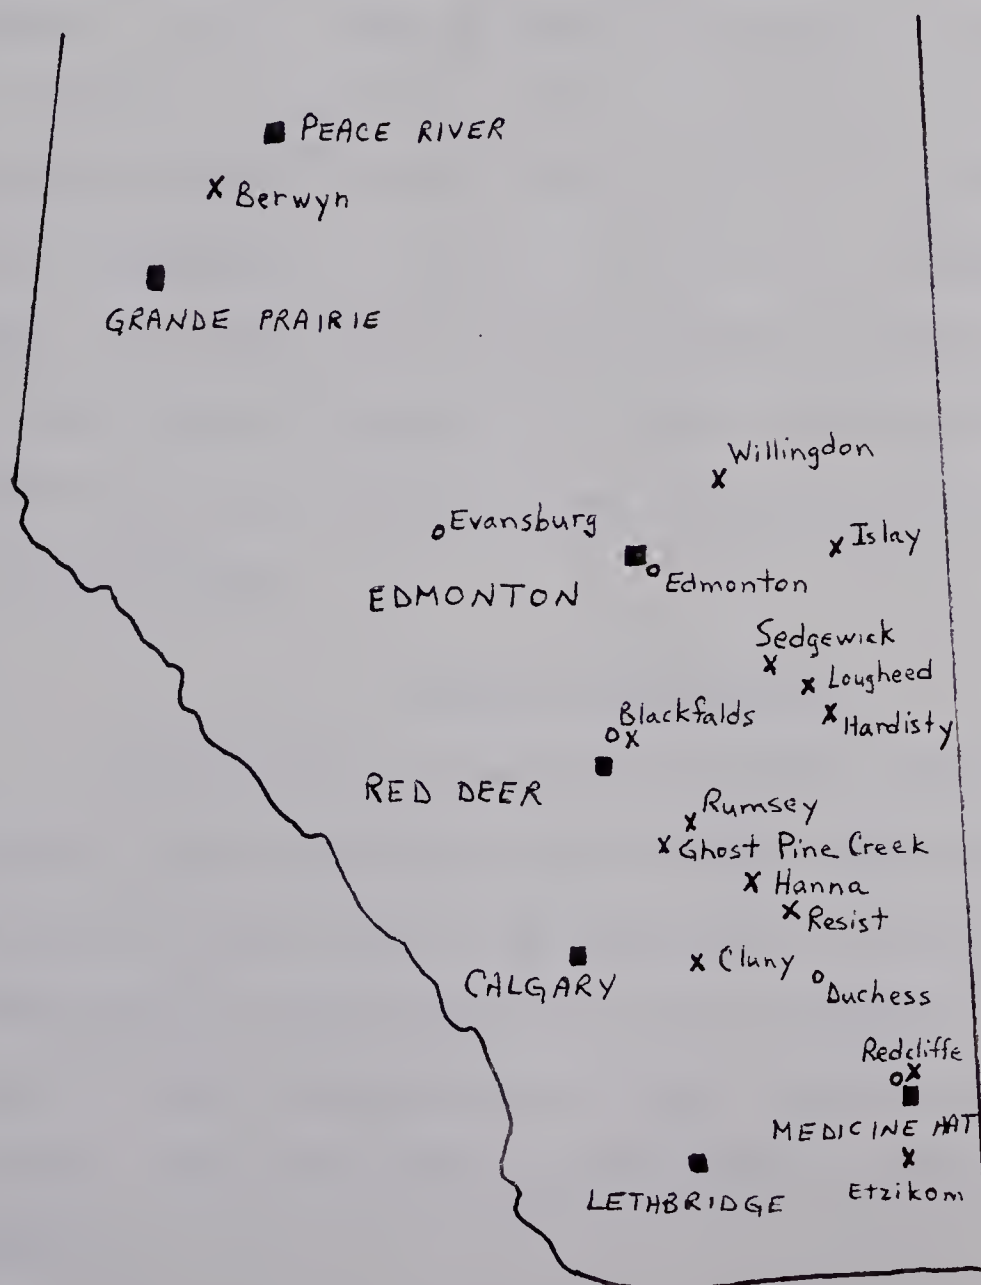 PEACE RIVER
Berwyn
GRANDE PRAIRIE
Willingdon
Evansburg
Islay
Edmonton
EDMONTON
Sedgewick
Lougheed
Blackfalds
Hardisty
RED DEER
Rumsey
Ghost Pine Creek
Hanna
Resist
Cluny
CALGARY
Duchess
Redcliffe
MEDICINE HAT
LETHBRIDGE
Etzikom